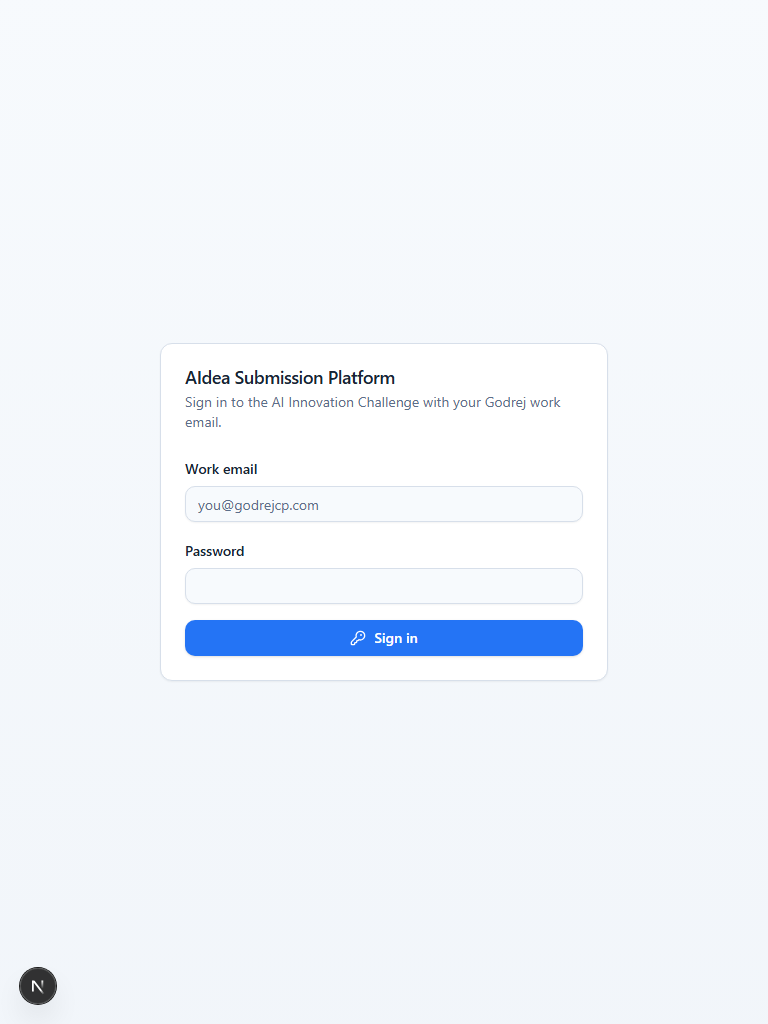 AIdea Submission Platform
Sign in to the AI Innovation Challenge with your Godrej work
email.
Work email
you@godrejcp.com
Password
Sign in
N